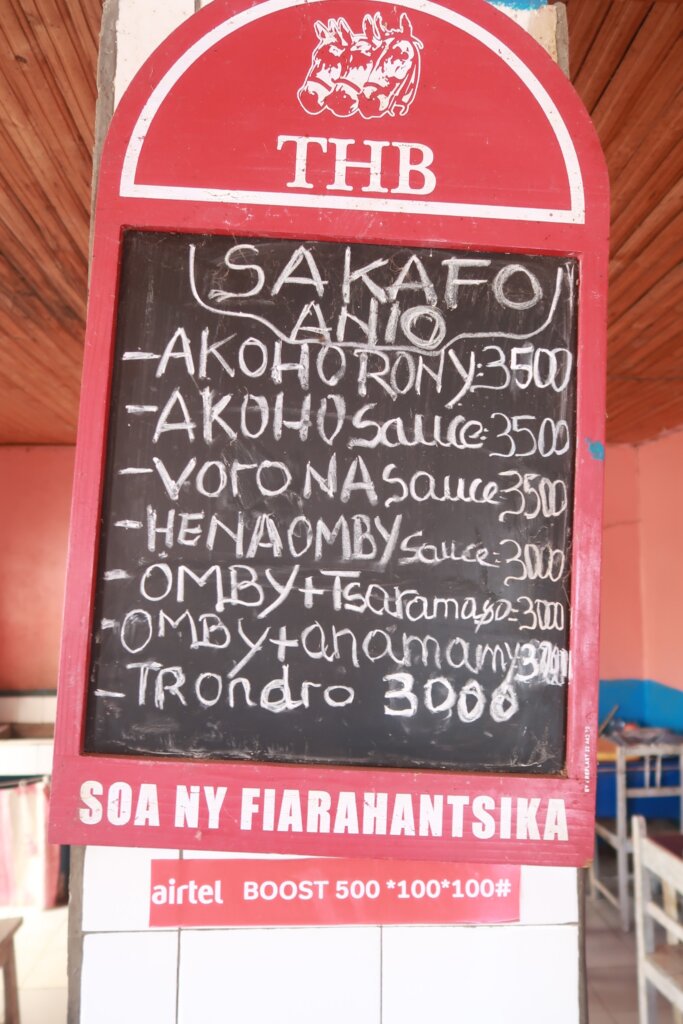 THB
SAKAFO
ANIO
-AKOHO RONY:3500
-AKOHO sauce:3500
-VOroNA sauce:3500
-HENAOMBY sauce:3000
-OMBY+Tsaramaso=3000
-OMBY+anamamy
-TRondro 3000
SOA NY FIARAHANTSIKA
airtel BOOST 500 *100*100#